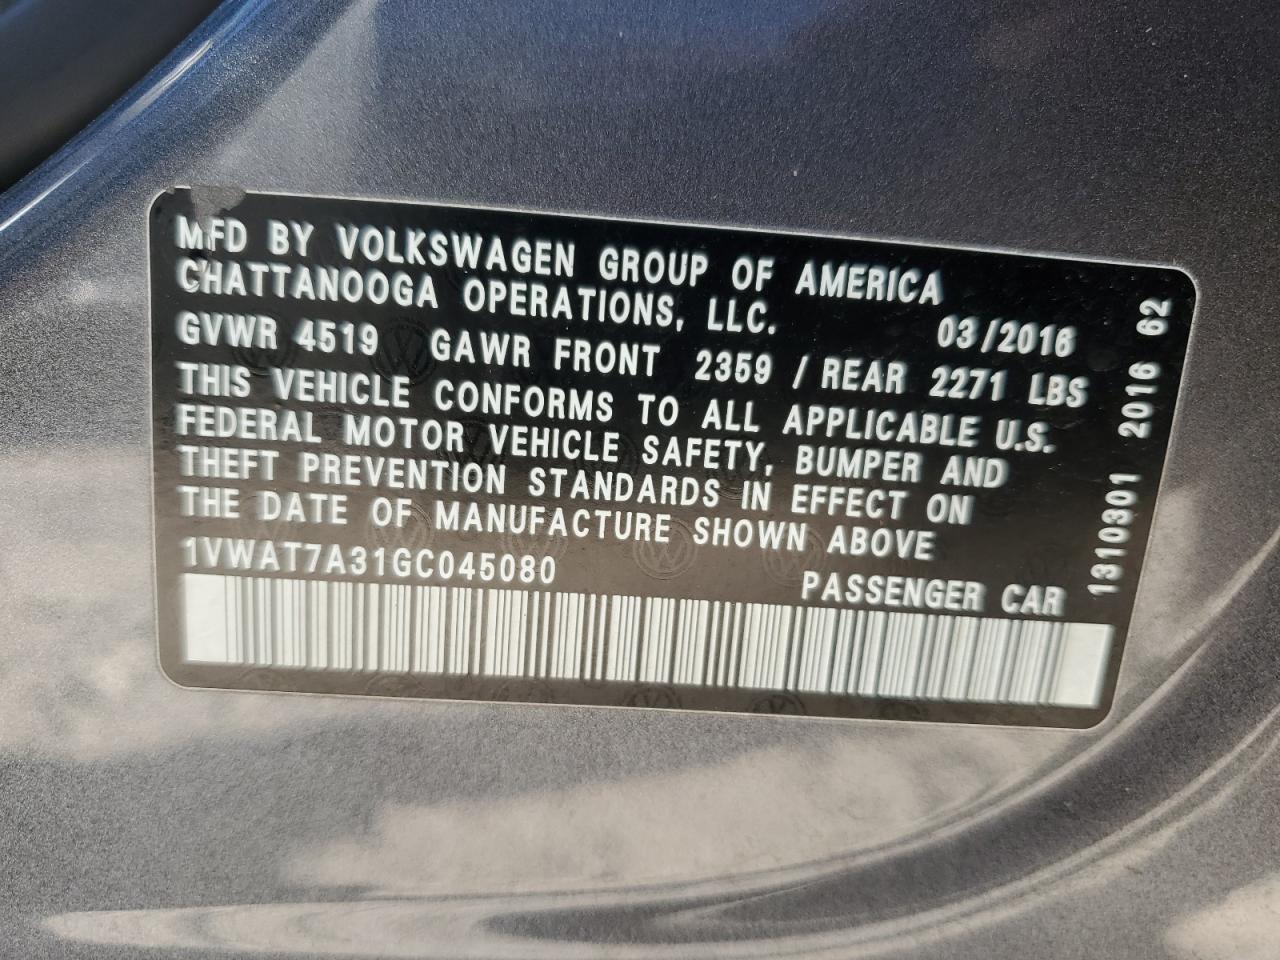 MFD BY VOLKSWAGEN GROUP OF AMERICA
CHATTANOOGA OPERATIONS, LLC.
03/2016
GVWR 4519 GAWR FRONT 2359 / REAR 2271 LBS
THIS VEHICLE CONFORMS TO ALL APPLICABLE U.S.
FEDERAL MOTOR VEHICLE SAFETY, BUMPER AND
THEFT PREVENTION STANDARDS IN EFFECT ON
THE DATE OF MANUFACTURE SHOWN ABOVE
1VWAT7A31GC045080
PASSENGER CAR
1310301 2016 62